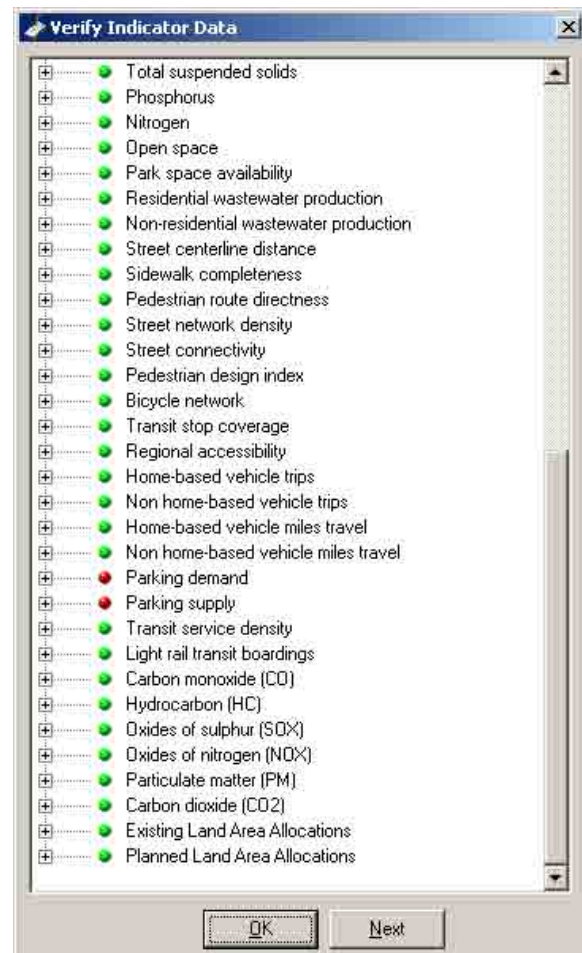 Verify Indicator Data
Total suspended solids
Phosphorus
Nitrogen
Open space
Park space availability
Residential wastewater production
Non-residential wastewater production
Street centerline distance
Sidewalk completeness
Pedestrian route directness
Street network density
Street connectivity
Pedestrian design index
Bicycle network
Transit stop coverage
Regional accessibility
Home-based vehicle trips
Non home-based vehicle trips
Home-based vehicle miles travel
Non home-based vehicle miles travel
Parking demand
Parking supply
Transit service density
Light rail transit boardings
Carbon monoxide (CO)
Hydrocarbon (HC)
Oxides of sulphur (SOX)
Oxides of nitrogen (NOX)
Particulate matter (PM)
Carbon dioxide (CO2)
Existing Land Area Allocations
Planned Land Area Allocations
OK Next